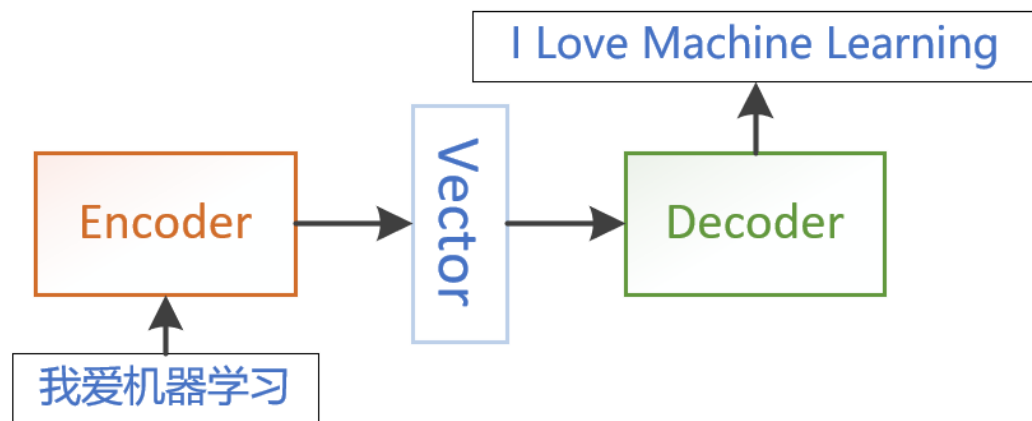 I Love Machine Learning
Encoder
Vector
Decoder
我爱机器学习